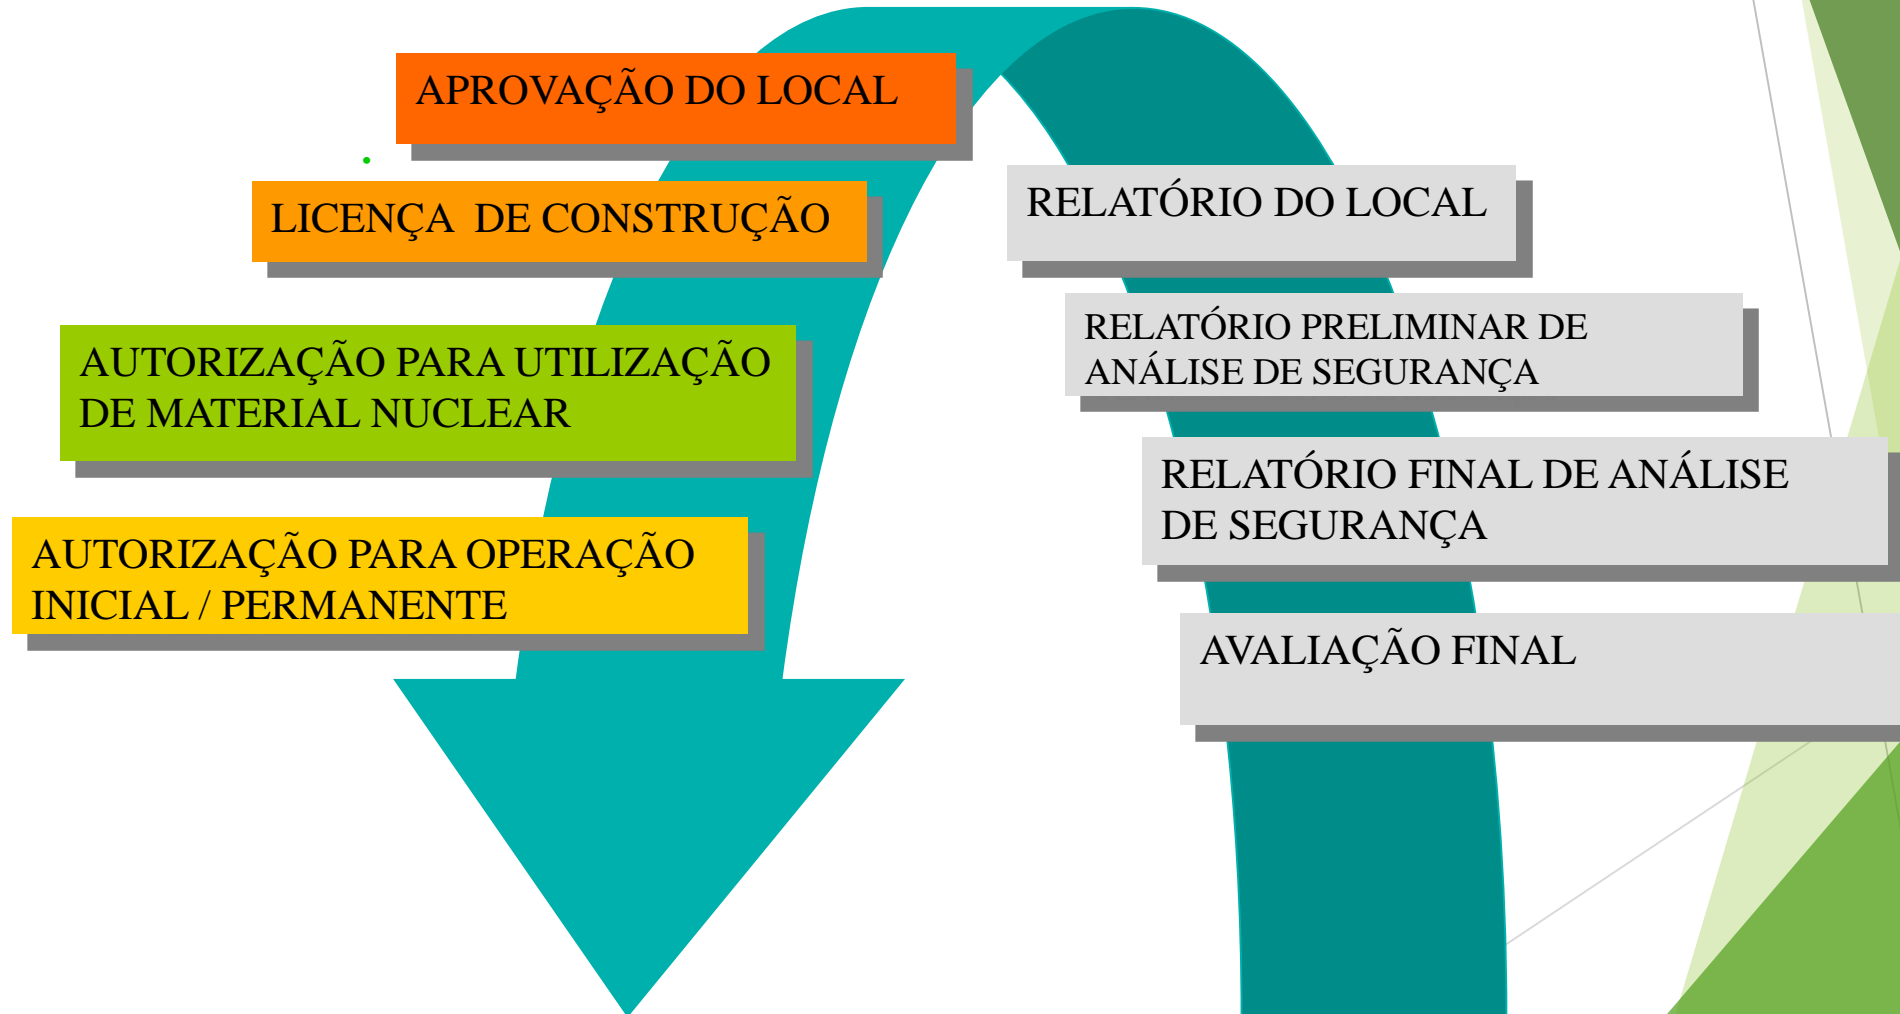 APROVAÇÃO DO LOCAL
LICENÇA DE CONSTRUÇÃO
AUTORIZAÇÃO PARA UTILIZAÇÃO
DE MATERIAL NUCLEAR
AUTORIZAÇÃO PARA OPERAÇÃO
INICIAL / PERMANENTE
RELATÓRIO DO LOCAL
RELATÓRIO PRELIMINAR DE
ANÁLISE DE SEGURANÇA
RELATÓRIO FINAL DE ANÁLISE
DE SEGURANÇA
AVALIAÇÃO FINAL